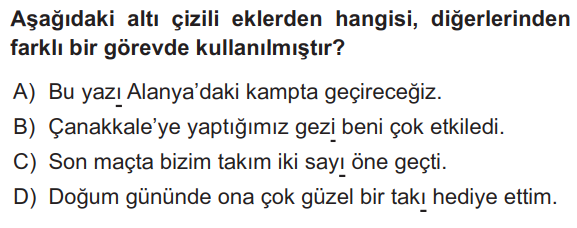 Aşağıdaki altı çizili eklerden hangisi, diğerlerinden
farklı bir görevde kullanılmıştır?
A) Bu yazı Alanya’daki kampta geçireceğiz.
B) Çanakkale’ye yaptığımız gezi beni çok etkiledi.
C) Son maçta bizim takım iki sayı öne geçti.
D) Doğum gününde ona çok güzel bir takı hediye ettim.